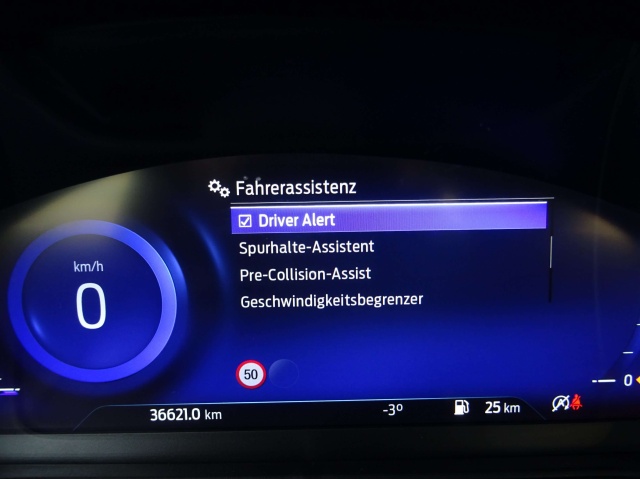 Fahrerassistenz
Driver Alert
Spurhalte-Assistent
Pre-Collision-Assist
Geschwindigkeitsbegrenzer
km/h
0
50
0
36621.0 km
-3°
25 km